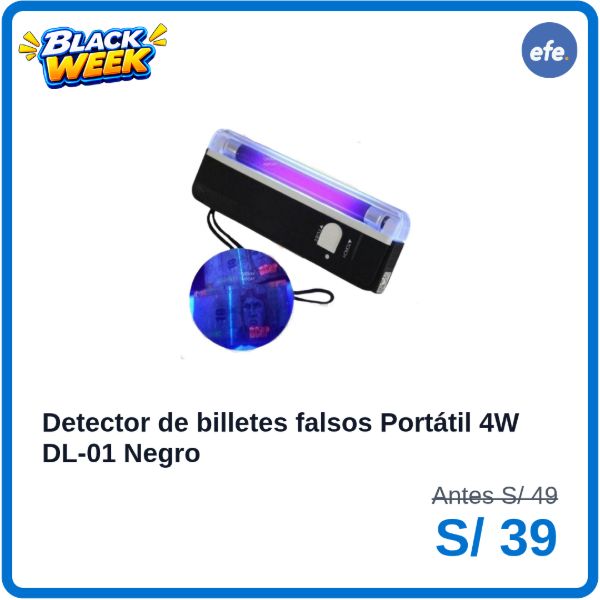 BLACK
WEEK
efe.
Detector de billetes falsos Portátil 4W
DL-01 Negro
Antes S/ 49
S/ 39